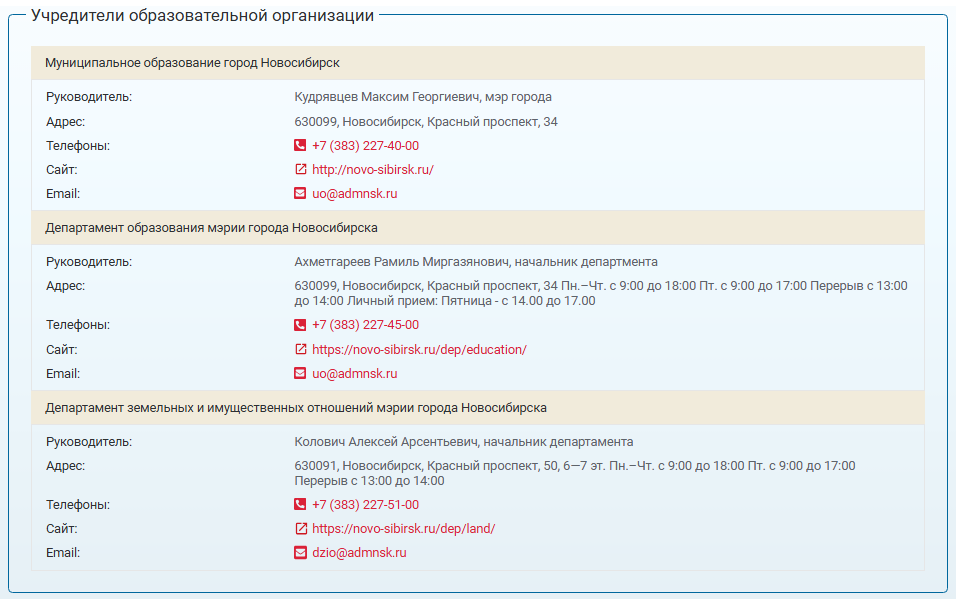 Учредители образовательной организации
Муниципальное образование город Новосибирск
Руководитель: Кудрявцев Максим Георгиевич, мэр города
Адрес: 630099, Новосибирск, Красный проспект, 34
Телефоны: +7 (383) 227-40-00
Сайт: http://novo-sibirsk.ru/
Email: uo@admnsk.ru
Департамент образования мэрии города Новосибирска
Руководитель: Ахметгареев Рамиль Миргазянович, начальник департмента
Адрес: 630099, Новосибирск, Красный проспект, 34 Пн.–Чт. с 9:00 до 18:00 Пт. с 9:00 до 17:00 Перерыв с 13:00
до 14:00 Личный прием: Пятница - с 14.00 до 17.00
Телефоны: +7 (383) 227-45-00
Сайт: https://novo-sibirsk.ru/dep/education/
Email: uo@admnsk.ru
Департамент земельных и имущественных отношений мэрии города Новосибирска
Руководитель: Колович Алексей Арсентьевич, начальник департамента
Адрес: 630091, Новосибирск, Красный проспект, 50, 6—7 эт. Пн.–Чт. с 9:00 до 18:00 Пт. с 9:00 до 17:00
Перерыв с 13:00 до 14:00
Телефоны: +7 (383) 227-51-00
Сайт: https://novo-sibirsk.ru/dep/land/
Email: dzio@admnsk.ru